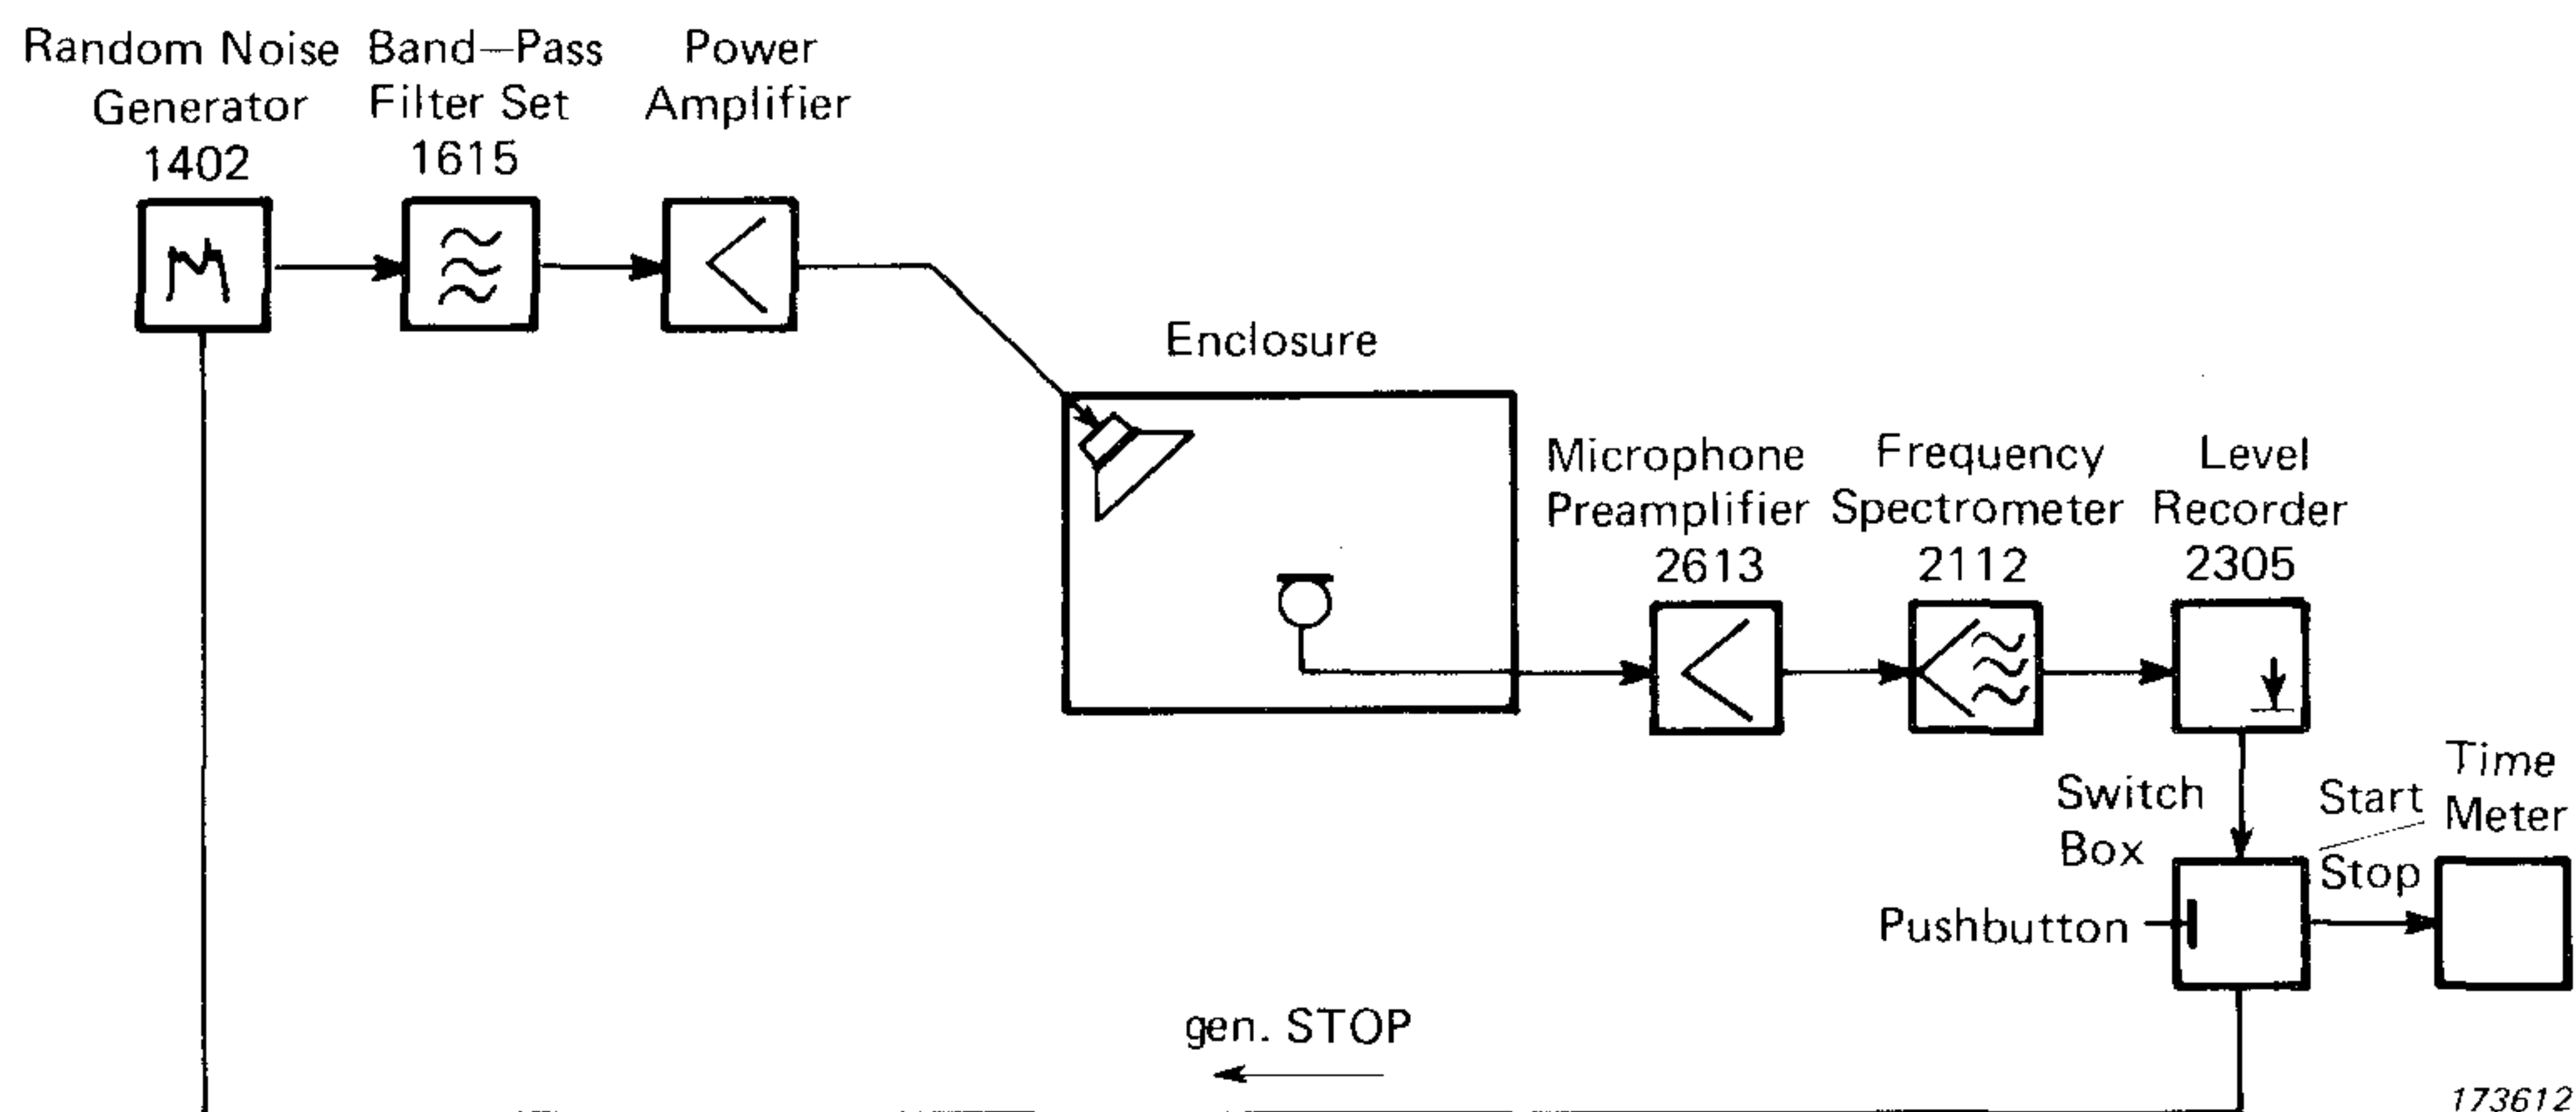 Random Noise
Generator
1402
Band—Pass
Filter Set
1615
Power
Amplifier
Enclosure
Microphone
Preamplifier
2613
Frequency
Spectrometer
2112
Level
Recorder
2305
Switch
Box
Start
Stop
Time
Meter
Pushbutton
gen. STOP
173612